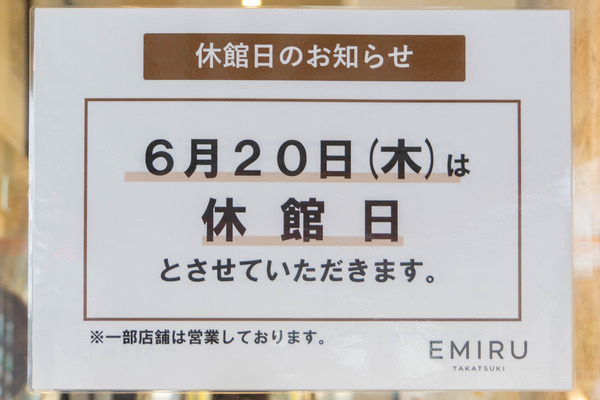 休館日のお知らせ
６月２０日(木)は
休館日
とさせていただきます。
※一部店舗は営業しております。
EMIRU
TAKATSUKI